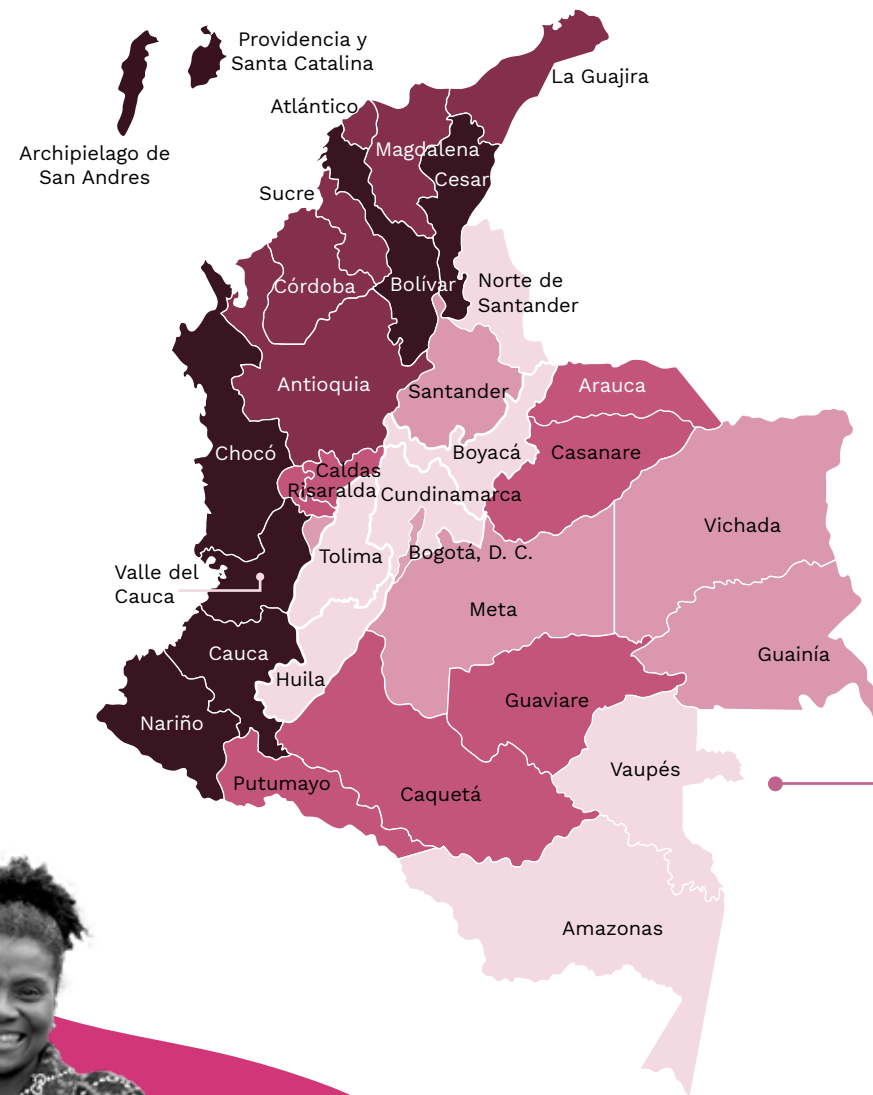 Providencia y
Santa Catalina
La Guajira
Atlántico
Archipielago de
San Andres
Magdalena
Cesar
Sucre
Córdoba
Bolívar
Norte de
Santander
Antioquia
Santander
Arauca
Chocó
Boyacá
Casanare
Caldas
Risaralda
Cundinamarca
Vichada
Tolima
Bogotá, D. C.
Valle del
Cauca
Meta
Cauca
Guainía
Huila
Guaviare
Nariño
Vaupés
Putumayo
Caquetá
Amazonas